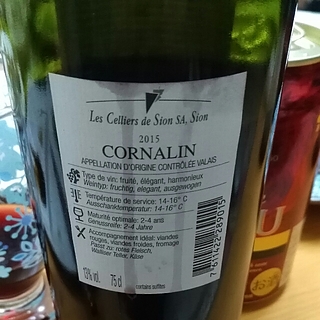 Les Celliers de Sion SA, Sion
2015
CORNALIN
APPELLATION D'ORIGINE CONTRÔLÉE VALAIS
Type de vin: fruité, élégant, harmonieux
Weintyp: fruchtig, elegant, ausgewogen
Température de service: 14-16° C
Ausschanktemperatur: 14-16° C
Maturité optimale: 2-4 ans
Genussreife: 2-4 Jahre
Accompagnement idéal: viandes
rouges, viandes froides, fromage
Passt zu: rotes Fleisch,
Walliser Teller, Käse
13% vol.
75 cl
contains sulfites
7611422289015
お酒